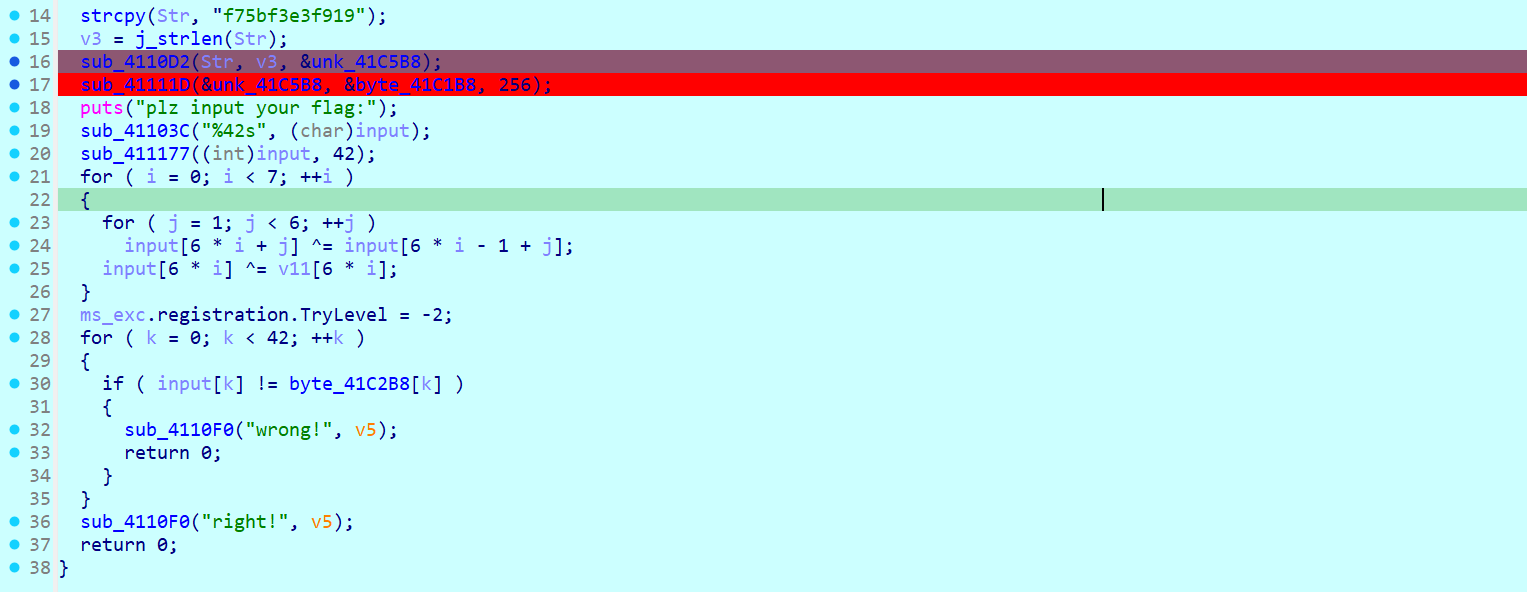 14 strcpy(Str, "f75bf3e3f919");
15 v3 = j_strlen(Str);
16 sub_4110D2(Str, v3, &unk_41C5B8);
17 sub_41111D(&unk_41C5B8, &byte_41C1B8, 256);
18 puts("plz input your flag:");
19 sub_41103C("%42s", (char)input);
20 sub_411177((int)input, 42);
21 for ( i = 0; i < 7; ++i )
22 {
23 for ( j = 1; j < 6; ++j )
24 input[6 * i + j] ^= input[6 * i - 1 + j];
25 input[6 * i] ^= v11[6 * i];
26 }
27 ms_exc.registration.TryLevel = -2;
28 for ( k = 0; k < 42; ++k )
29 {
30 if ( input[k] != byte_41C2B8[k] )
31 {
32 sub_4110F0("wrong!", v5);
33 return 0;
34 }
35 }
36 sub_4110F0("right!", v5);
37 return 0;
38 }